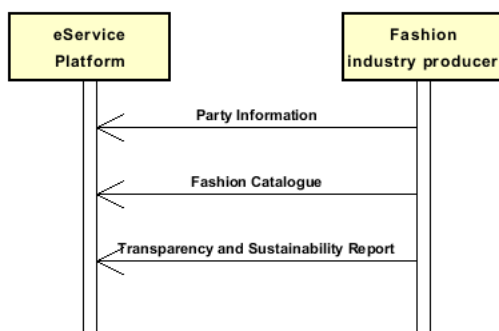 eService
Platform
Fashion
industry producer
Party Information
Fashion Catalogue
Transparency and Sustainability Report